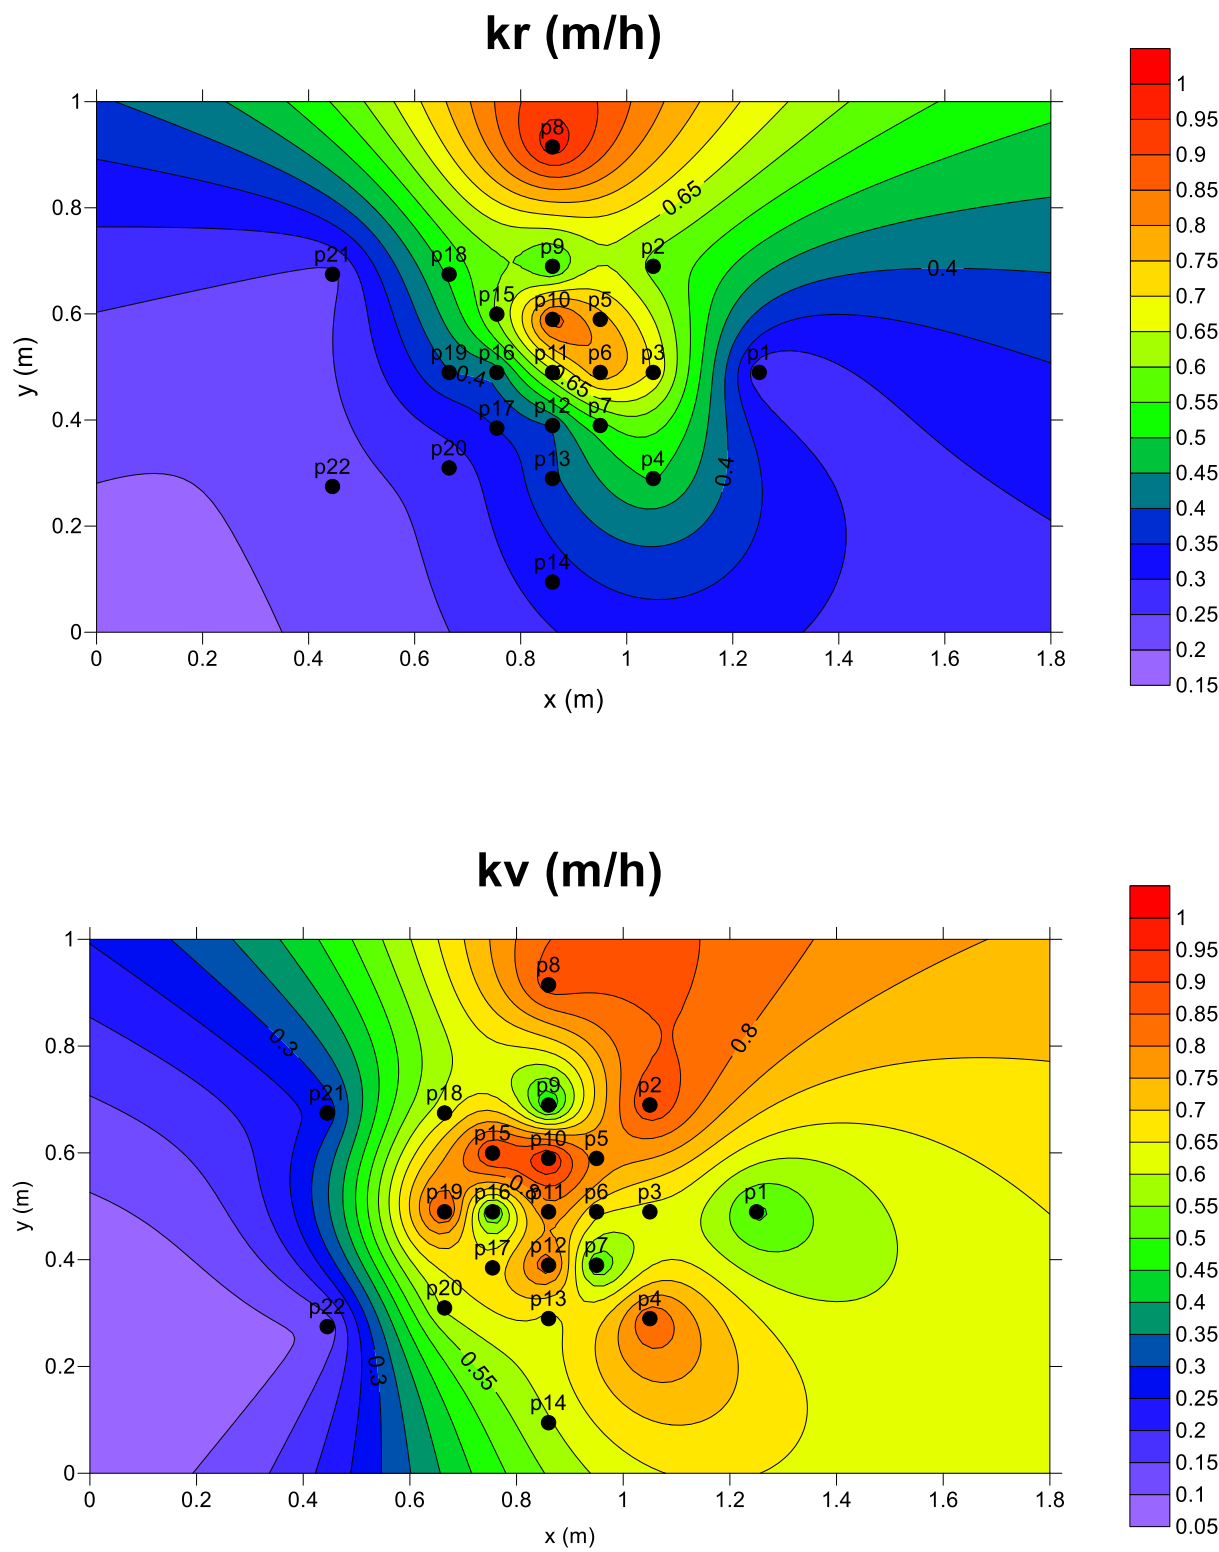 kr (m/h)
1
0.8
0.6
0.4
0.2
0
y (m)
p8
0.65
p21
p18
p9
p2
0.4
p15
p10
p5
p19
p16
p11
p6
p3
p1
0.4
0.65
p17
p12
p7
p22
p20
p13
p4
0.4
p14
0
0.2
0.4
0.6
0.8
1
1.2
1.4
1.6
1.8
x (m)
1
0.95
0.9
0.85
0.8
0.75
0.7
0.65
0.6
0.55
0.5
0.45
0.4
0.35
0.3
0.25
0.2
0.15
kv (m/h)
1
0.8
0.6
0.4
0.2
0
y (m)
p8
0.3
0.8
p21
p18
p9
p2
p15
p10
p5
0.8
p19
p16
p11
p6
p3
p1
p17
p12
p7
p22
p20
p13
p4
0.3
0.55
p14
0
0.2
0.4
0.6
0.8
1
1.2
1.4
1.6
1.8
x (m)
1
0.95
0.9
0.85
0.8
0.75
0.7
0.65
0.6
0.55
0.5
0.45
0.4
0.35
0.3
0.25
0.2
0.15
0.1
0.05